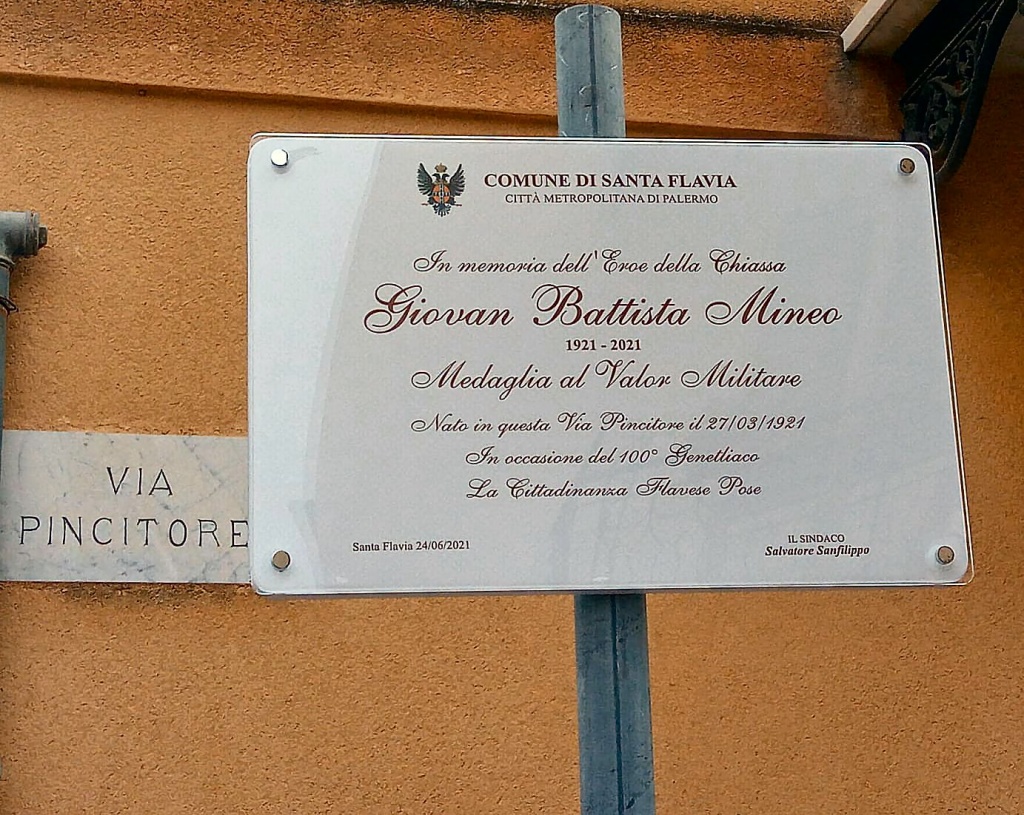 COMUNE DI SANTA FLAVIA
CITTÀ METROPOLITANA DI PALERMO
In memoria dell'Eroe della Chiassa
Giovan Battista Mineo
1921 - 2021
Medaglia al Valor Militare
Nato in questa Via Pincitore il 27/03/1921
In occasione del 100° Genetliaco
La Cittadinanza Flavese Pose
Santa Flavia 24/06/2021
IL SINDACO
Salvatore Sanfilippo
VIA
PINCITORE